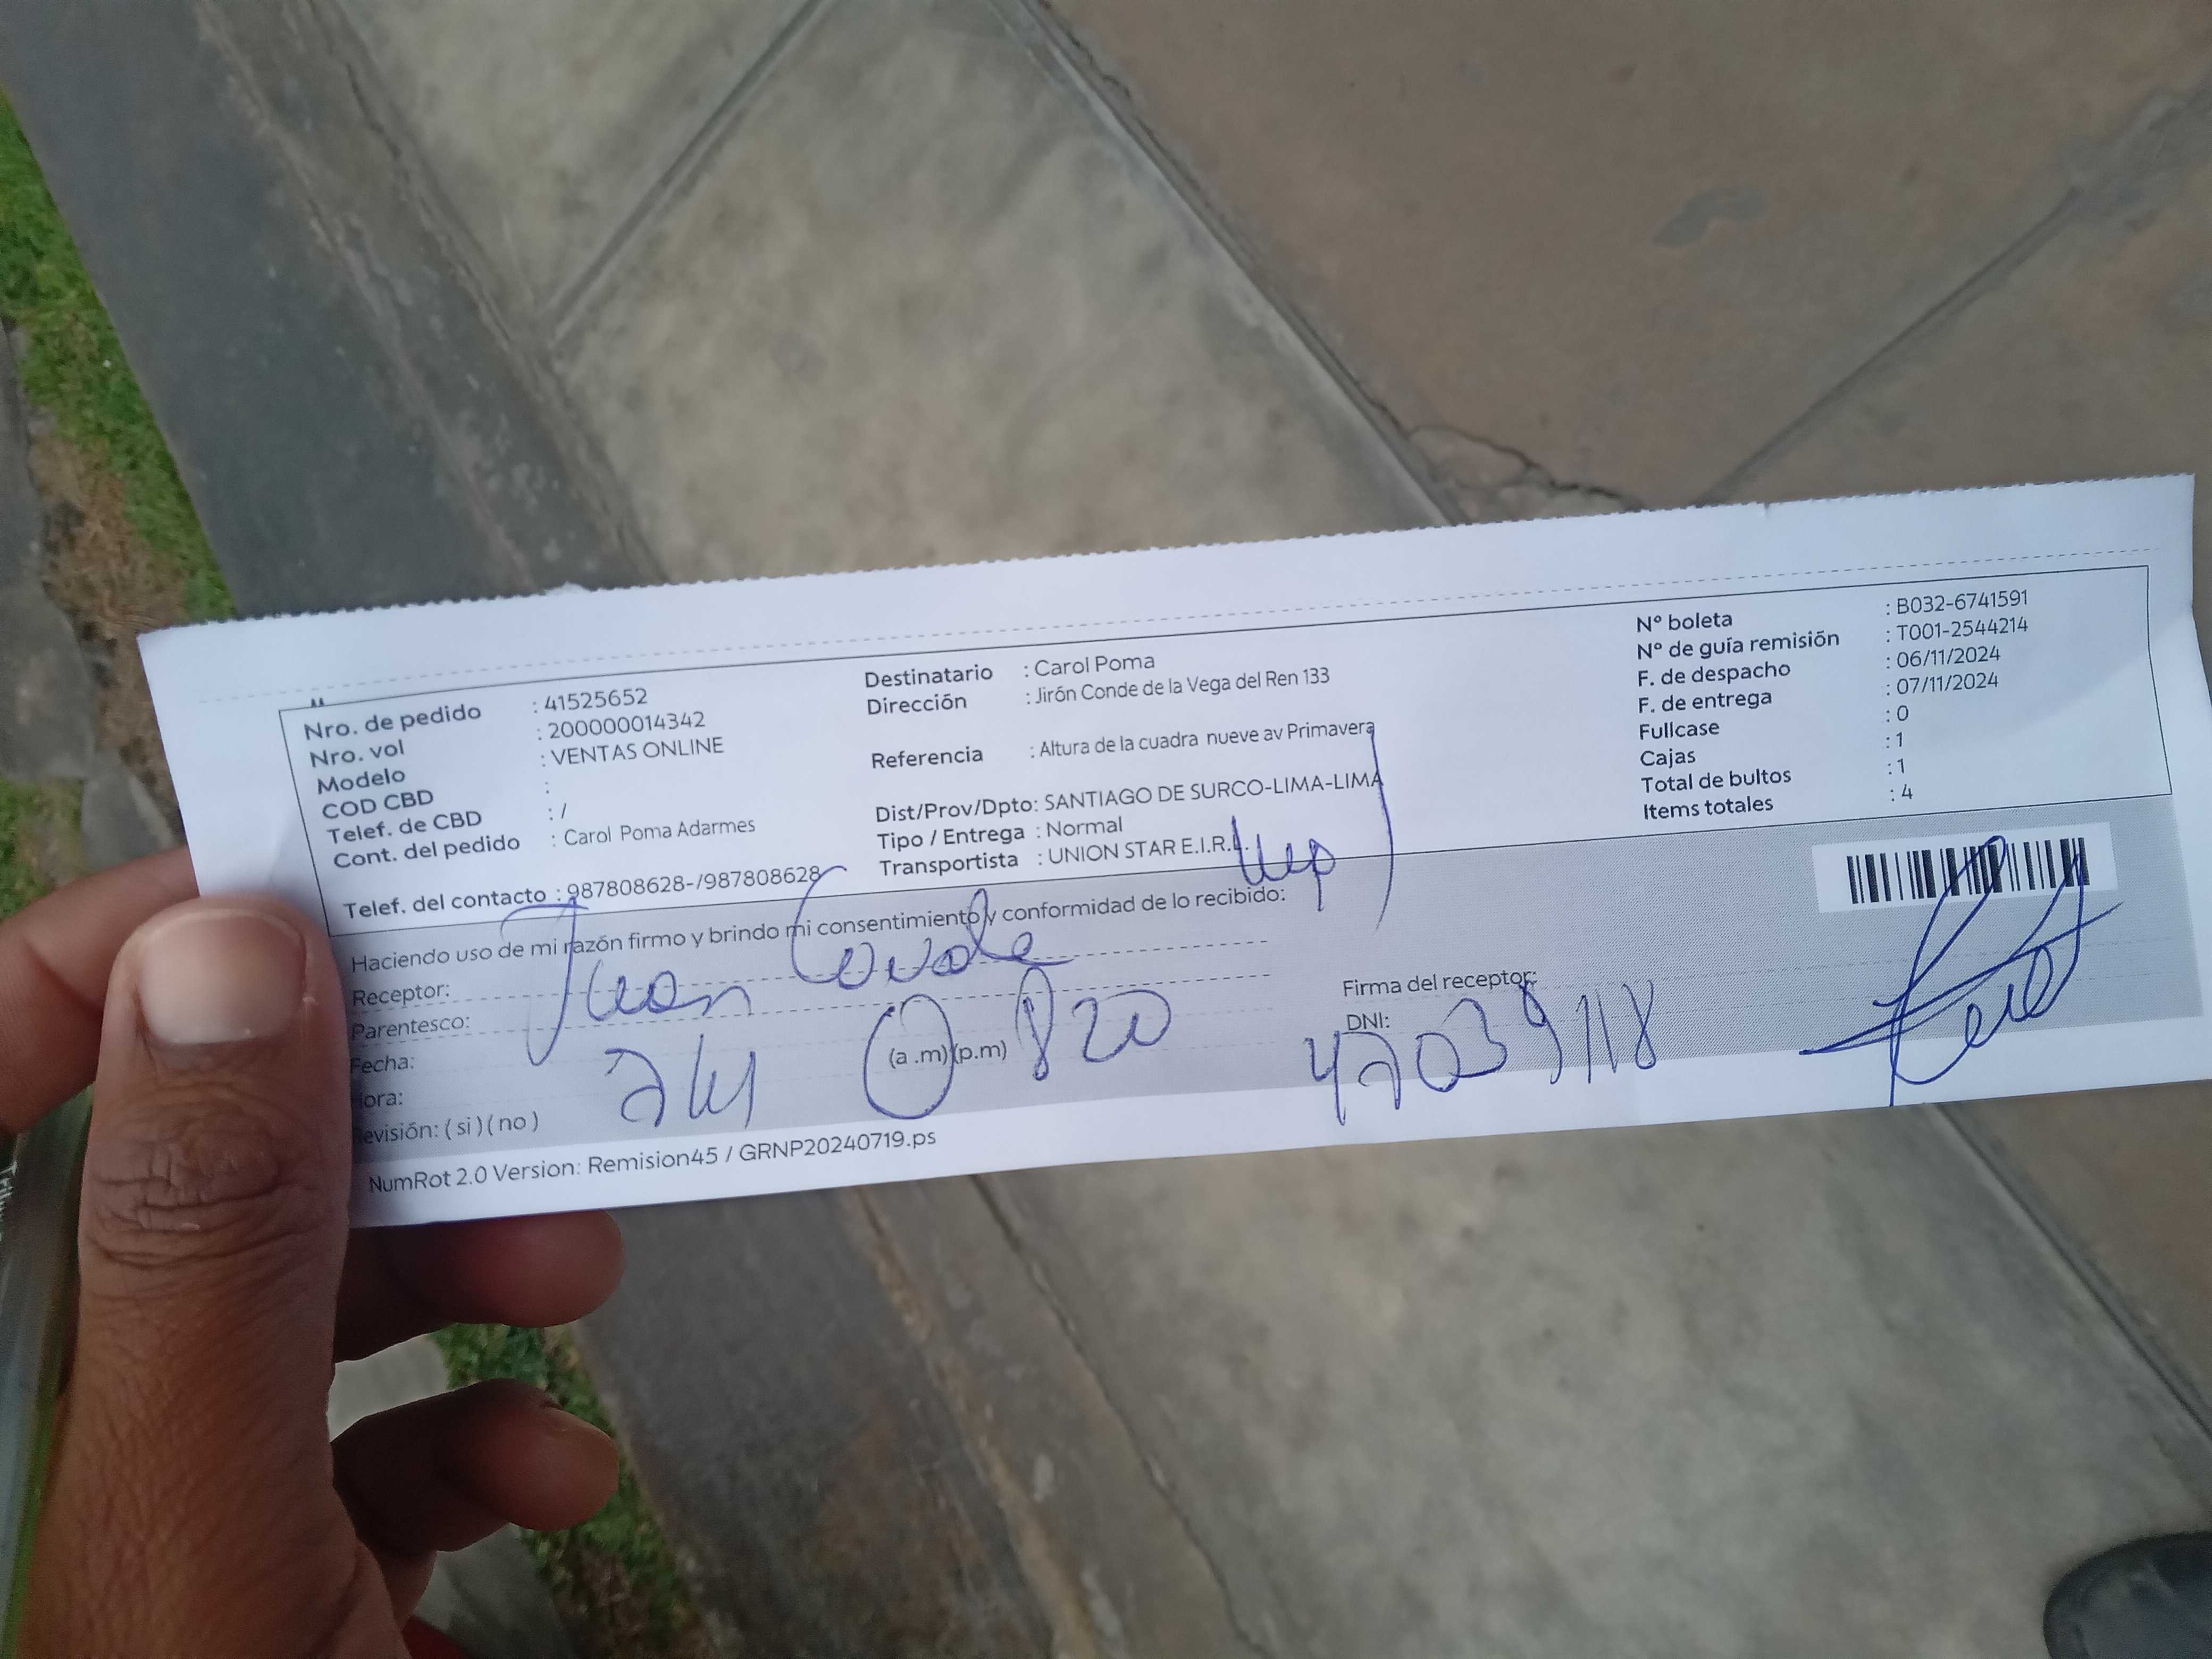 Nro. de pedido : 41525652
Nro. vol : 200000014342
Modelo : VENTAS ONLINE
COD CBD :
Telef. de CBD : /
Cont. del pedido : Carol Poma Adarmes
Telef. del contacto : 987808628-/987808628
Destinatario : Carol Poma
Dirección : Jirón Conde de la Vega del Ren 133
Referencia : Altura de la cuadra nueve av Primavera
Dist/Prov/Dpto: SANTIAGO DE SURCO-LIMA-LIMA
Tipo / Entrega : Normal
Transportista : UNION STAR E.I.R.L.
Nº boleta : B032-6741591
Nº de guía remisión : T001-2544214
F. de despacho : 06/11/2024
F. de entrega : 07/11/2024
Fullcase : 0
Cajas : 1
Total de bultos : 1
Items totales : 4
Haciendo uso de mi razón firmo y brindo mi consentimiento y conformidad de lo recibido:
Receptor: Juan
Parentesco:
Fecha:
Hora: (a .m)(p.m) 820
Revisión: ( si ) ( no )
Firma del receptor:
DNI: 47039118
NumRot 2.0 Version: Remision45 / GRNP20240719.ps